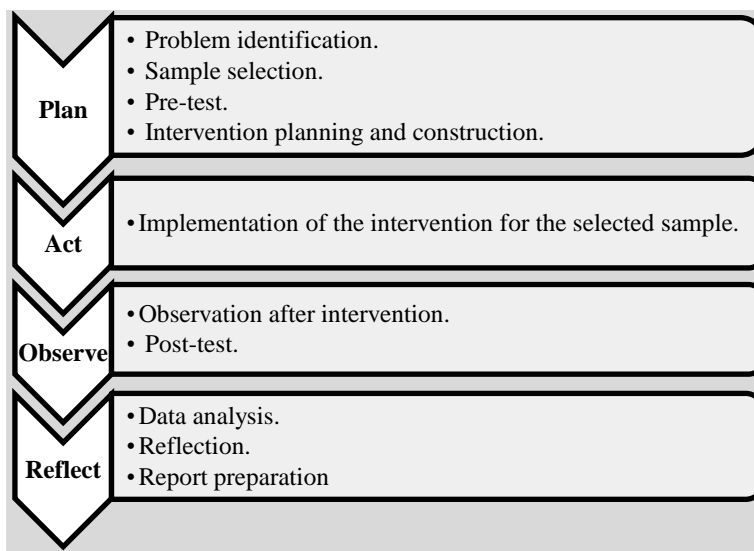 Plan
• Problem identification.
• Sample selection.
• Pre-test.
• Intervention planning and construction.
Act
• Implementation of the intervention for the selected sample.
Observe
• Observation after intervention.
• Post-test.
Reflect
• Data analysis.
• Reflection.
• Report preparation